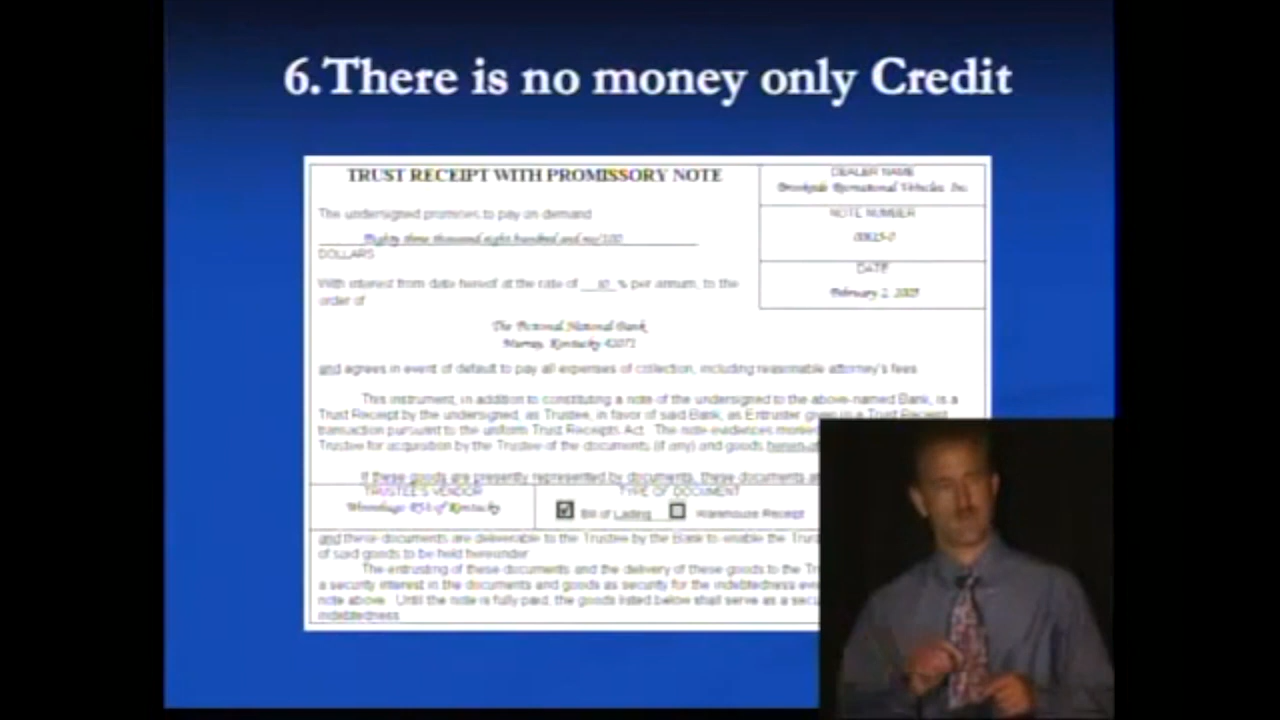 6.There is no money only Credit
TRUST RECEIPT WITH PROMISSORY NOTE
DEALER NAME
Vehicles, Inc.
The undersigned promises to pay on demand
NOTE NUMBER
Eighty three thousand eight hundred and no/100
DOLLARS
DATE
With interest from date hereof at the rate of % per annum, to the
February 2, 2005
order of
The National Bank
Murray, Kentucky 42071
and agrees in event of default to pay all expenses of collection, including reasonable attorney's fees
This instrument, in addition to constituting a note of the undersigned to the above-named Bank, is a
Trust Receipt by the undersigned, as Trustee, in favor of said Bank, as Entruster given in a Trust Receipt
transaction pursuant to the uniform Trust Receipts Act. The note evidences
Trustee for acquisition by the Trustee of the documents (if any) and goods
If these goods are presently represented by documents, these documents
TRUSTEE'S VENDOR
TYPE OF DOCUMENT
of Kentucky
Bill of Lading
Warehouse Receipt
and these documents are deliverable to the Trustee by the Bank to enable the
of said goods to be held hereunder
The entrusting of these documents and the delivery of these goods to the
a security interest in the documents and goods as security for the indebtedness
note above. Until the note is fully paid, the goods listed below shall serve as a
indebtedness